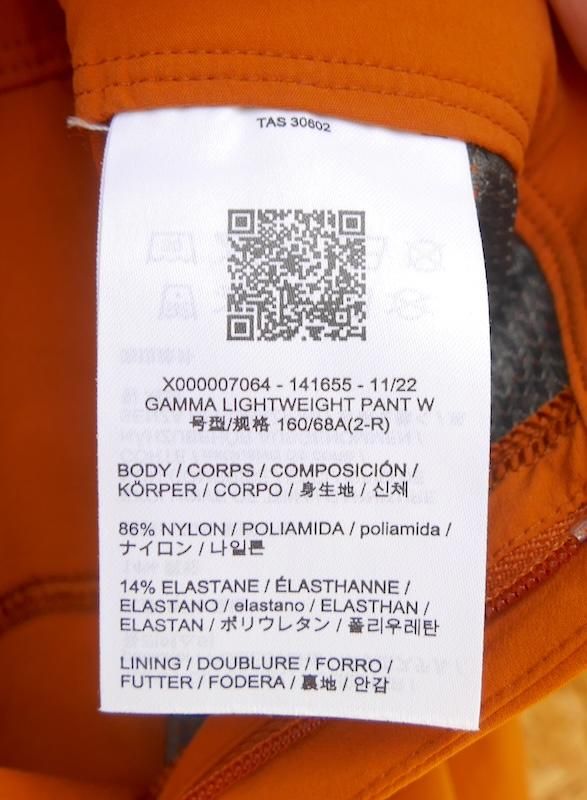 TAS 30802
X000007064 - 141655 - 11/22
GAMMA LIGHTWEIGHT PANT W
号型/规格 160/68A(2-R)
BODY / CORPS / COMPOSICIÓN /
KÖRPER / CORPO / 身生地 / 신체
86% NYLON / POLIAMIDA / poliamida /
ナイロン / 나일론
14% ELASTANE / ÉLASTHANNE /
ELASTANO / elastano / ELASTHAN /
ELASTAN / ポリウレタン / 폴리우레탄
LINING / DOUBLURE / FORRO /
FUTTER / FODERA / 裏地 / 안감